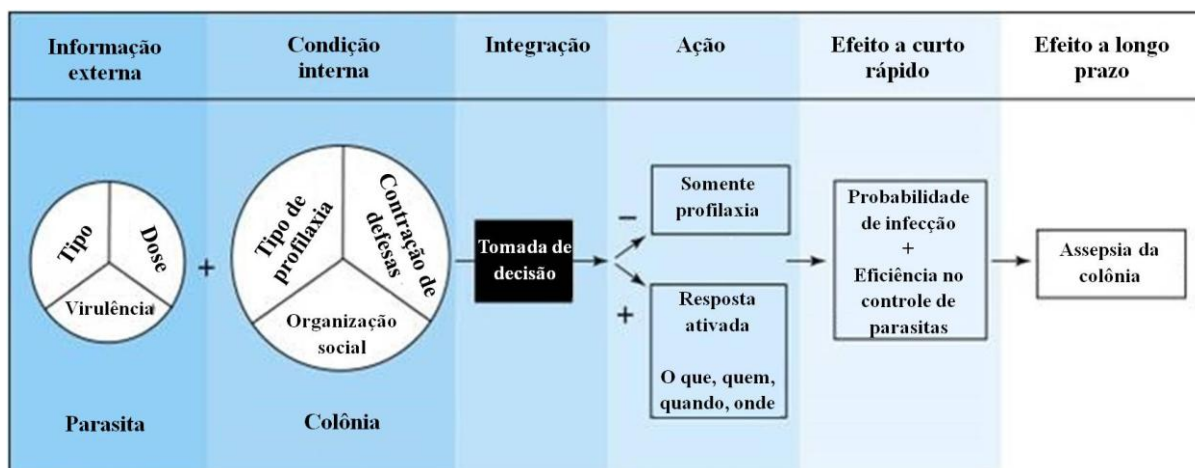 Informação
externa
Condição
interna
Integração
Ação
Efeito a curto
rápido
Efeito a longo
prazo
Tipo
Dose
Virulência
+
Tipo de
profilaxia
Contração de
defesas
Organização
social
Tomada de
decisão
−
Somente
profilaxia
+
Resposta
ativada
O que, quem,
quando, onde
Probabilidade
de infecção
+
Eficiência no
controle de
parasitas
Assepsia da
colônia
Parasita
Colônia